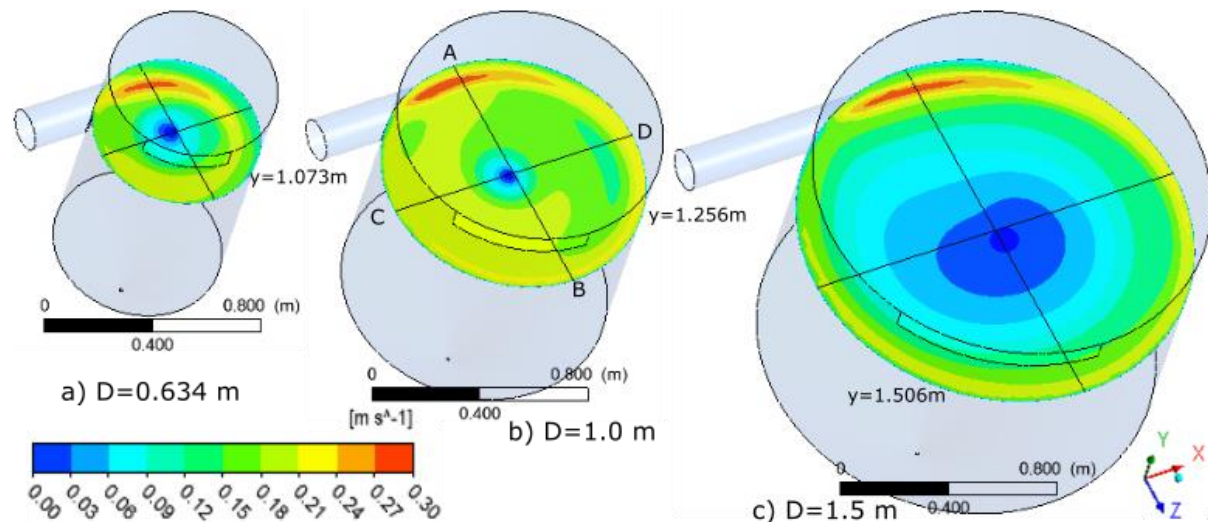 A
D
C
B
y=1.073m
y=1.256m
y=1.506m
0 0.800 (m)
0.400
0 0.800 (m)
0.400
0 0.800 (m)
0.400
a) D=0.634 m
b) D=1.0 m
c) D=1.5 m
[m s^-1]
0.00 0.03 0.06 0.09 0.12 0.15 0.18 0.21 0.24 0.27 0.30
Y
X
Z